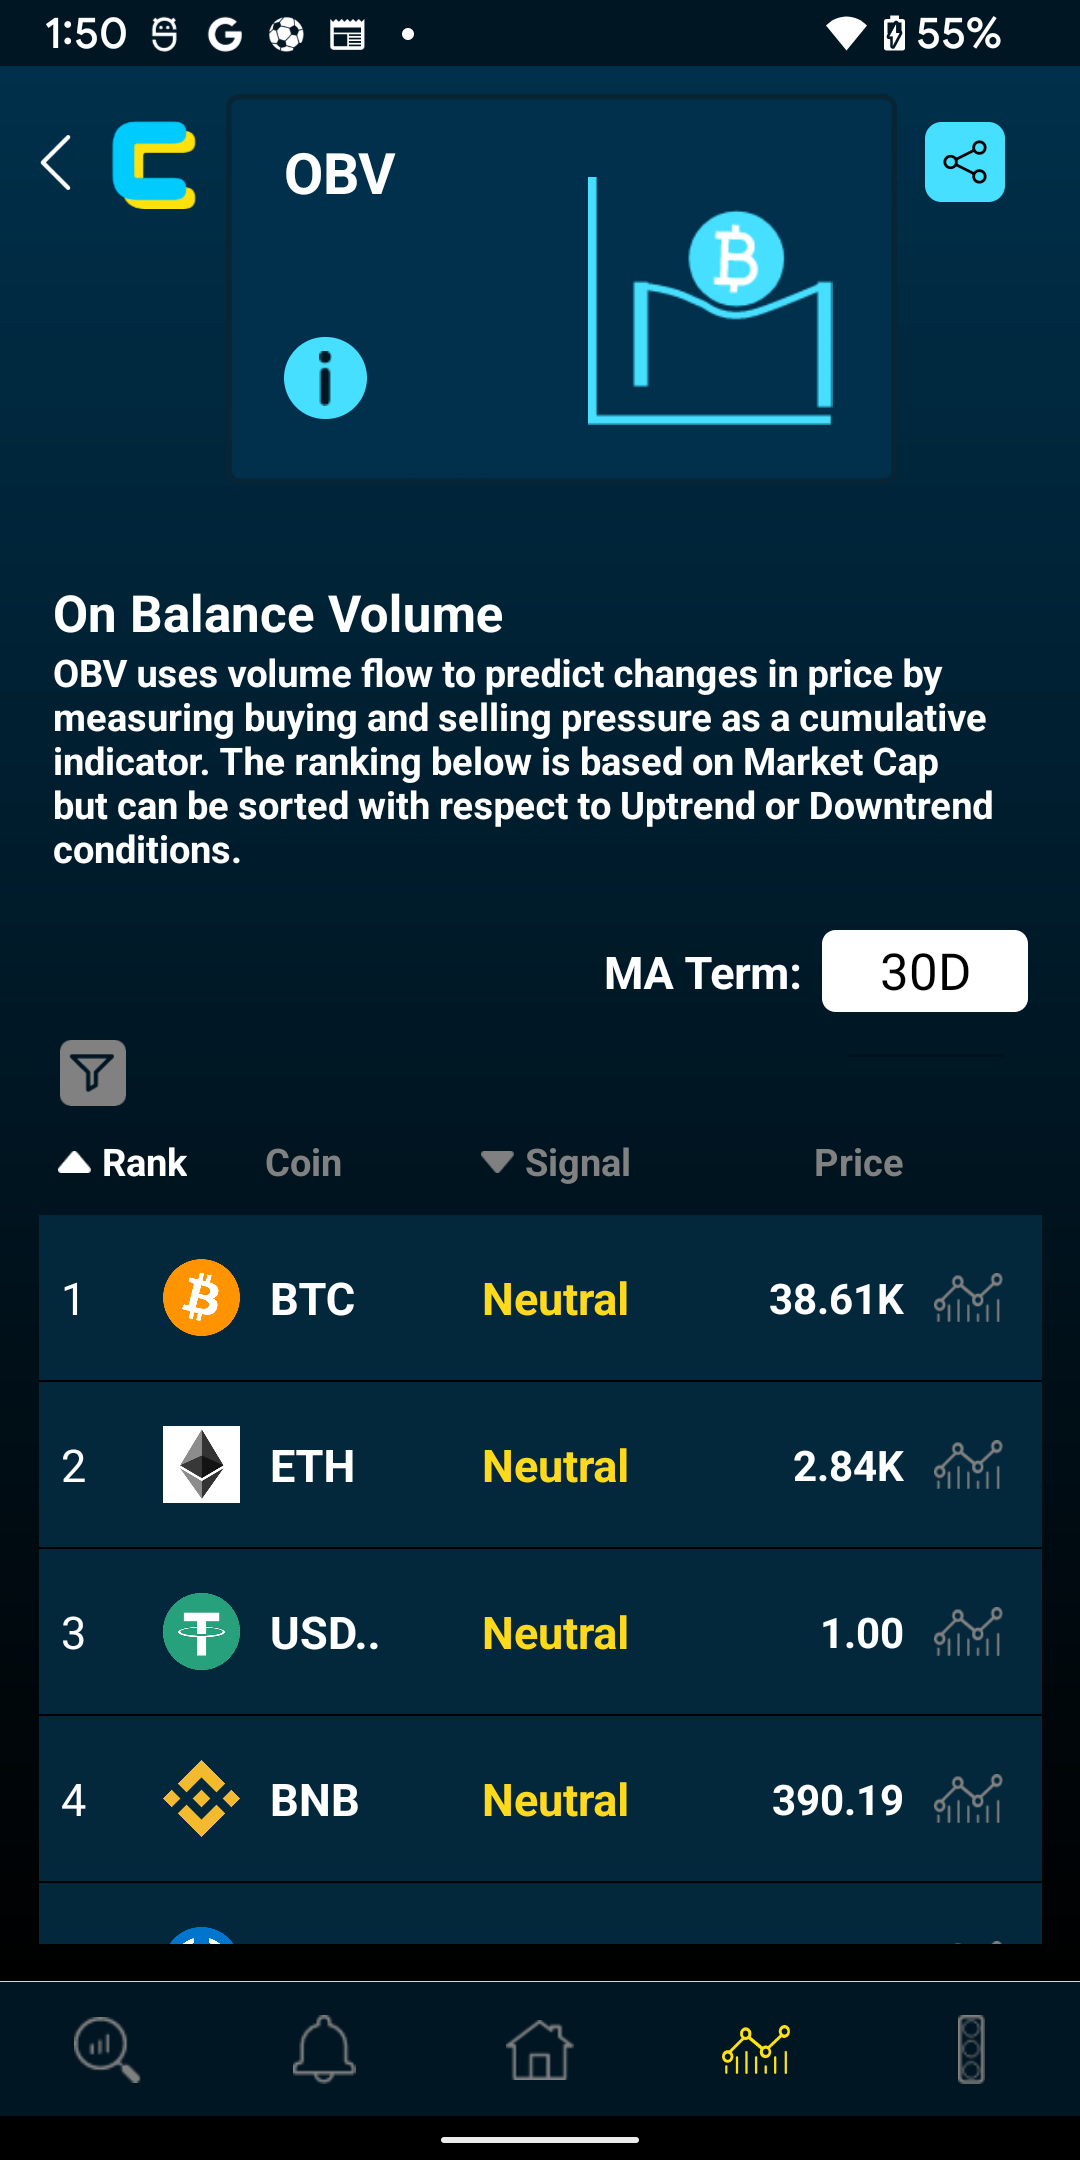 1:50
55%
OBV
On Balance Volume
OBV uses volume flow to predict changes in price by
measuring buying and selling pressure as a cumulative
indicator. The ranking below is based on Market Cap
but can be sorted with respect to Uptrend or Downtrend
conditions.
MA Term: 30D
Rank Coin Signal Price
1 BTC Neutral 38.61K
2 ETH Neutral 2.84K
3 USD.. Neutral 1.00
4 BNB Neutral 390.19